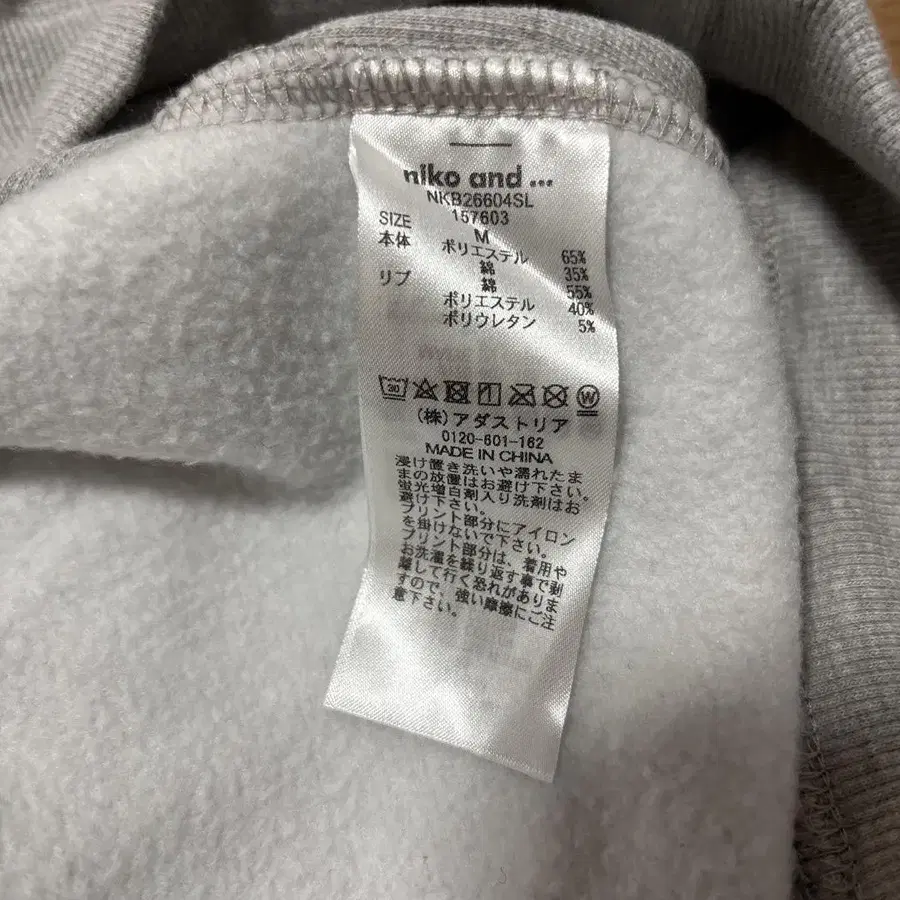 niko and ...
NKB26604SL
157603
SIZE M
本体 ポリエステル 65%
綿 35%
リブ 綿 55%
ポリエステル 40%
ポリウレタン 5%
30 W
(株)アダストリア
0120-601-162
MADE IN CHINA
浸け置き洗いや濡れたま
まの放置はお避け下さい。
蛍光増白剤入り洗剤はお
避け下さい。
プリント部分にアイロン
を掛けないで下さい。
プリント部分は、着用や
お洗濯を繰り返す事で剥
離して行く恐れがありま
すので、強い摩擦にご注
意下さい。